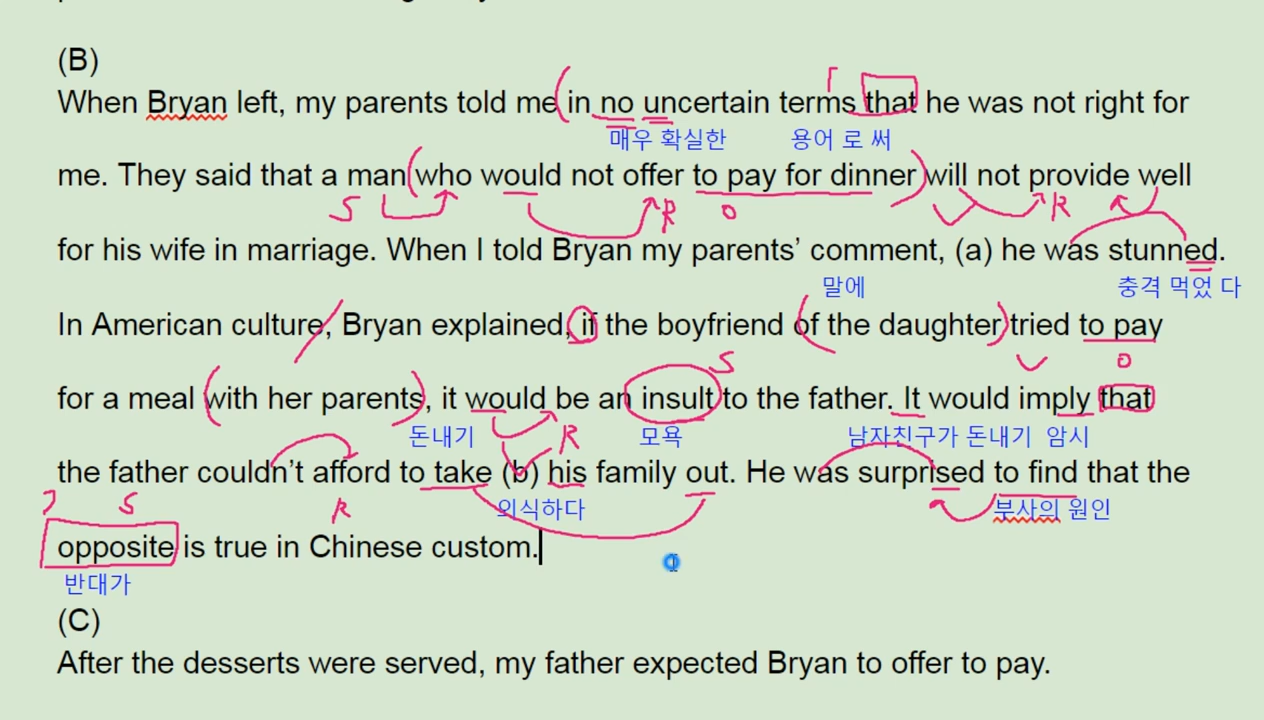 (B)
When Bryan left, my parents told me in no uncertain terms that he was not right for
매우 확실한 용어 로 써
me. They said that a man who would not offer to pay for dinner will not provide well
S R O R
for his wife in marriage. When I told Bryan my parents’ comment, (a) he was stunned.
말에 충격 먹었 다
In American culture, Bryan explained, if the boyfriend of the daughter tried to pay
S O
for a meal with her parents, it would be an insult to the father. It would imply that
돈내기 R 모욕 남자친구가 돈내기 암시
the father couldn’t afford to take (b) his family out. He was surprised to find that the
S R 외식하다 부사의 원인
opposite is true in Chinese custom.
반대가
(C)
After the desserts were served, my father expected Bryan to offer to pay.